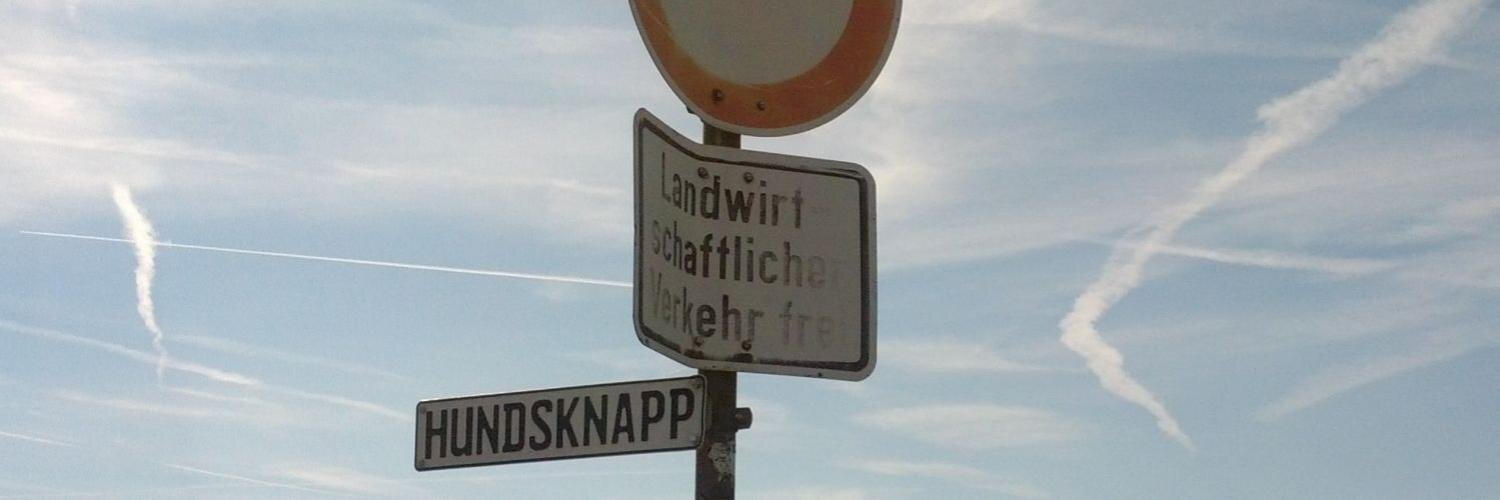 Landwirt-
schaftlicher
Verkehr frei
HUNDSKNAPP